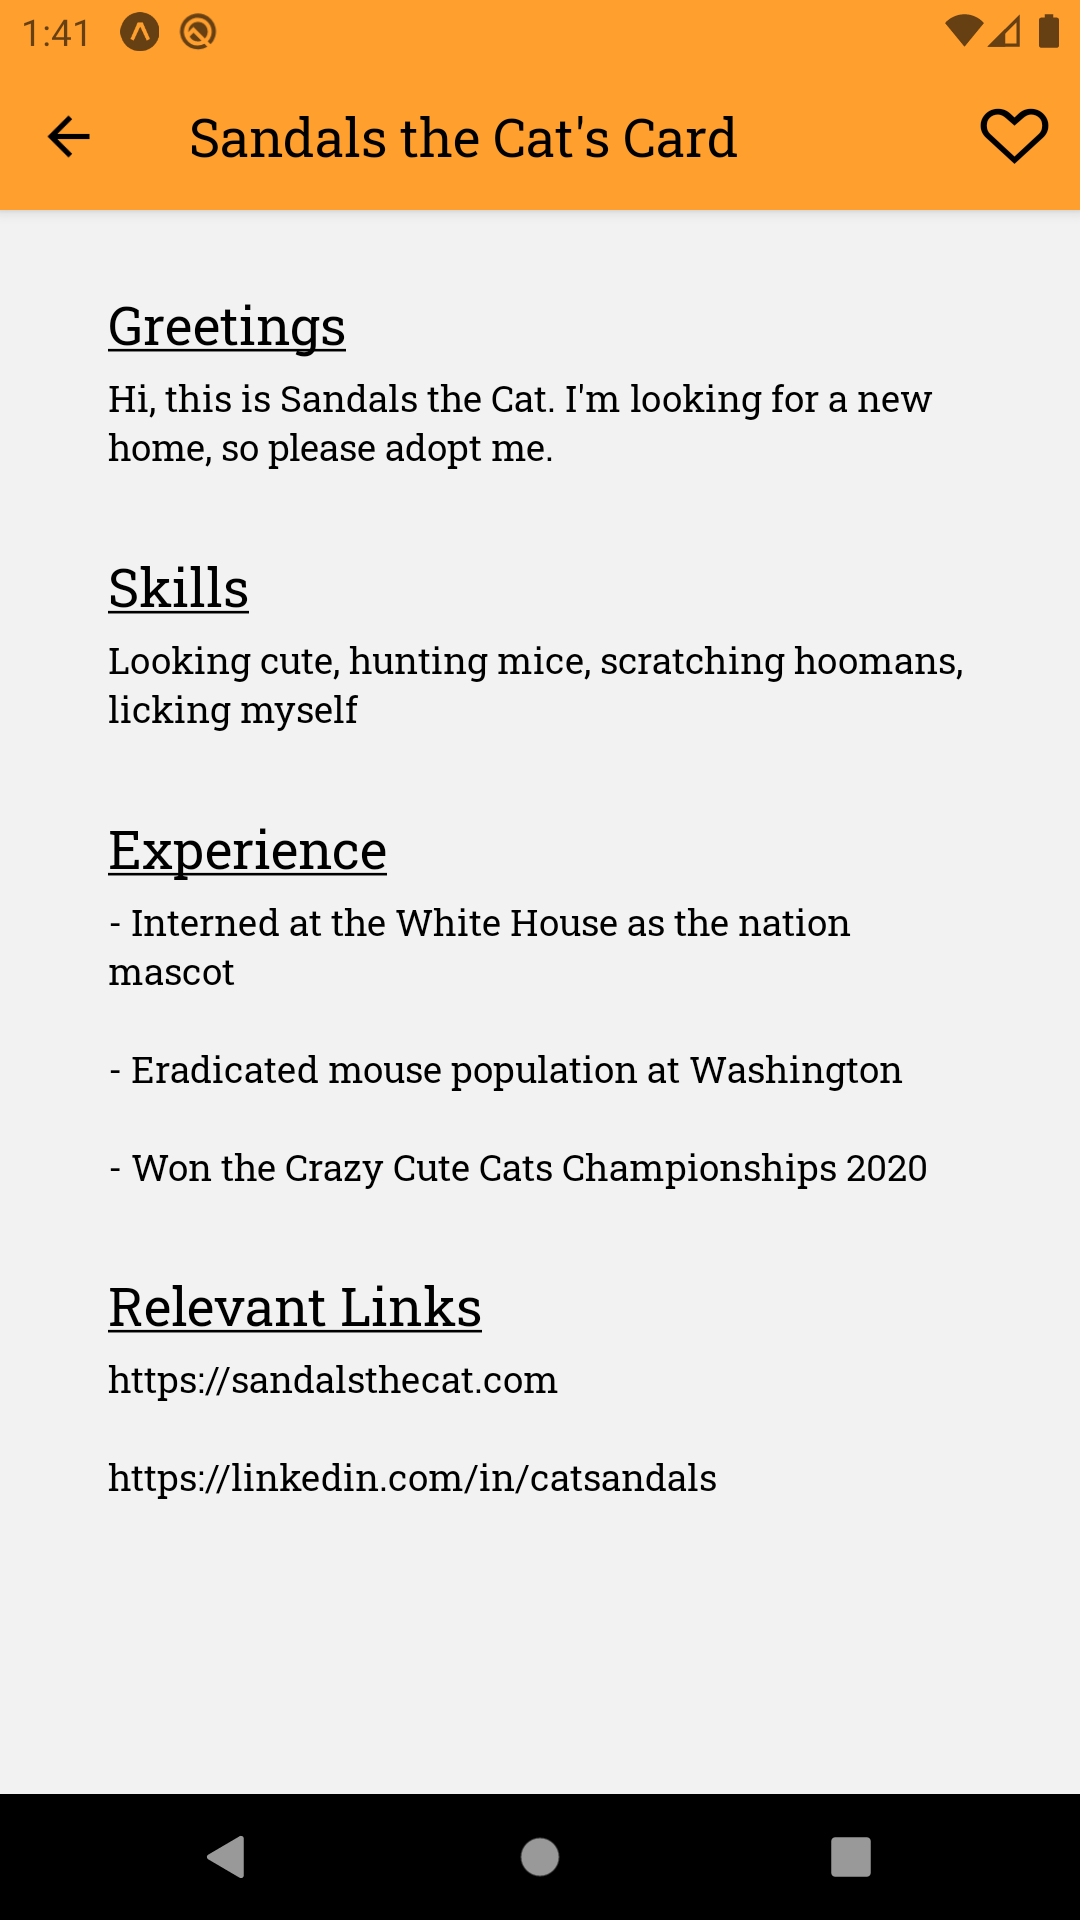 1:41
Sandals the Cat's Card
Greetings
Hi, this is Sandals the Cat. I'm looking for a new
home, so please adopt me.
Skills
Looking cute, hunting mice, scratching hoomans,
licking myself
Experience
- Interned at the White House as the nation
mascot
- Eradicated mouse population at Washington
- Won the Crazy Cute Cats Championships 2020
Relevant Links
https://sandalsthecat.com
https://linkedin.com/in/catsandals